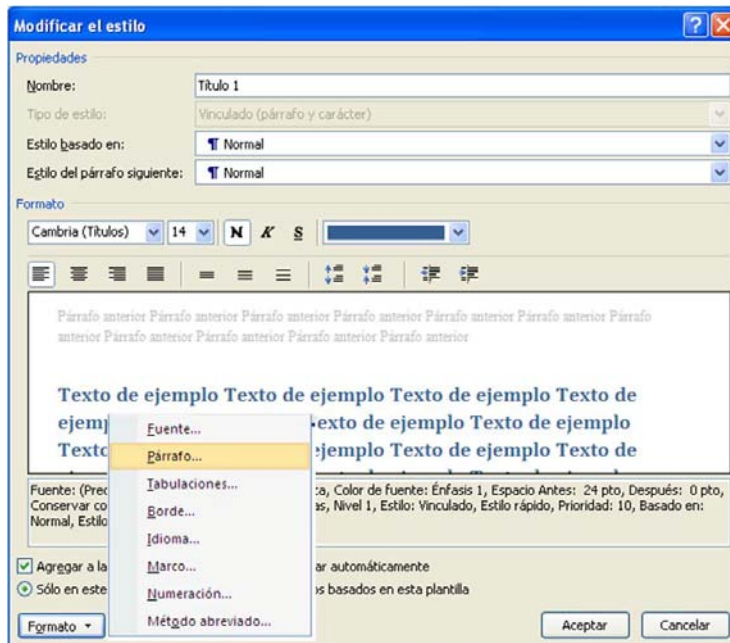 Modificar el estilo
Propiedades
Nombre: Título 1
Tipo de estilo: Vinculado (párrafo y carácter)
Estilo basado en: ¶ Normal
Estilo del párrafo siguiente: ¶ Normal
Formato
Cambria (Títulos) 14 N K S
Párrafo anterior Párrafo anterior Párrafo anterior Párrafo anterior Párrafo anterior Párrafo anterior Párrafo
anterior Párrafo anterior Párrafo anterior Párrafo anterior Párrafo anterior
Texto de ejemplo Texto de ejemplo Texto de ejemplo Texto de
ejemp exto de ejemplo Texto de ejemplo
Texto ejemplo Texto de ejemplo Texto de
Fuente: (Prec a, Color de fuente: Énfasis 1, Espacio Antes: 24 pto, Después: 0 pto,
Conservar co as, Nivel 1, Estilo: Vinculado, Estilo rápido, Prioridad: 10, Basado en:
Normal, Estilo
Fuente...
Párrafo...
Tabulaciones...
Borde...
Idioma...
Marco...
Numeración...
Método abreviado...
Agregar a la ar automáticamente
Sólo en este os basados en esta plantilla
Formato Aceptar Cancelar